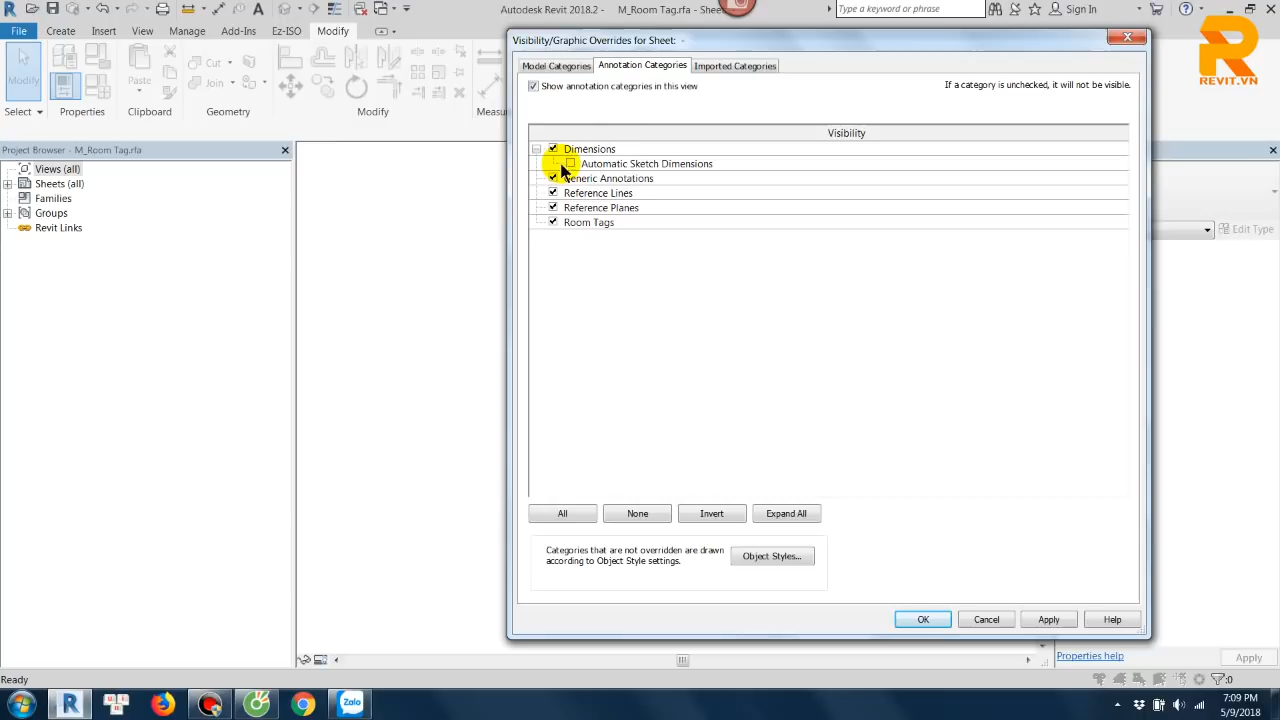 Autodesk Revit 2018.2 - M_Room Tag.rfa - Shee
Type a keyword or phrase
Sign In
File Create Insert View Manage Add-Ins Ez-ISO Modify
Modify
Paste
Cut
Join
Select Properties Clipboard Geometry Modify Measu
Project Browser - M_Room Tag.rfa
Views (all)
Sheets (all)
Families
Groups
Revit Links
Visibility/Graphic Overrides for Sheet: -
Model Categories Annotation Categories Imported Categories
Show annotation categories in this view
If a category is unchecked, it will not be visible.
Visibility
Dimensions
Automatic Sketch Dimensions
Generic Annotations
Reference Lines
Reference Planes
Room Tags
All None Invert Expand All
Categories that are not overridden are drawn
according to Object Style settings.
Object Styles...
OK Cancel Apply Help
REVIT.VN
Edit Type
Properties help
Apply
Ready
:0
Zalo
7:09 PM
5/9/2018